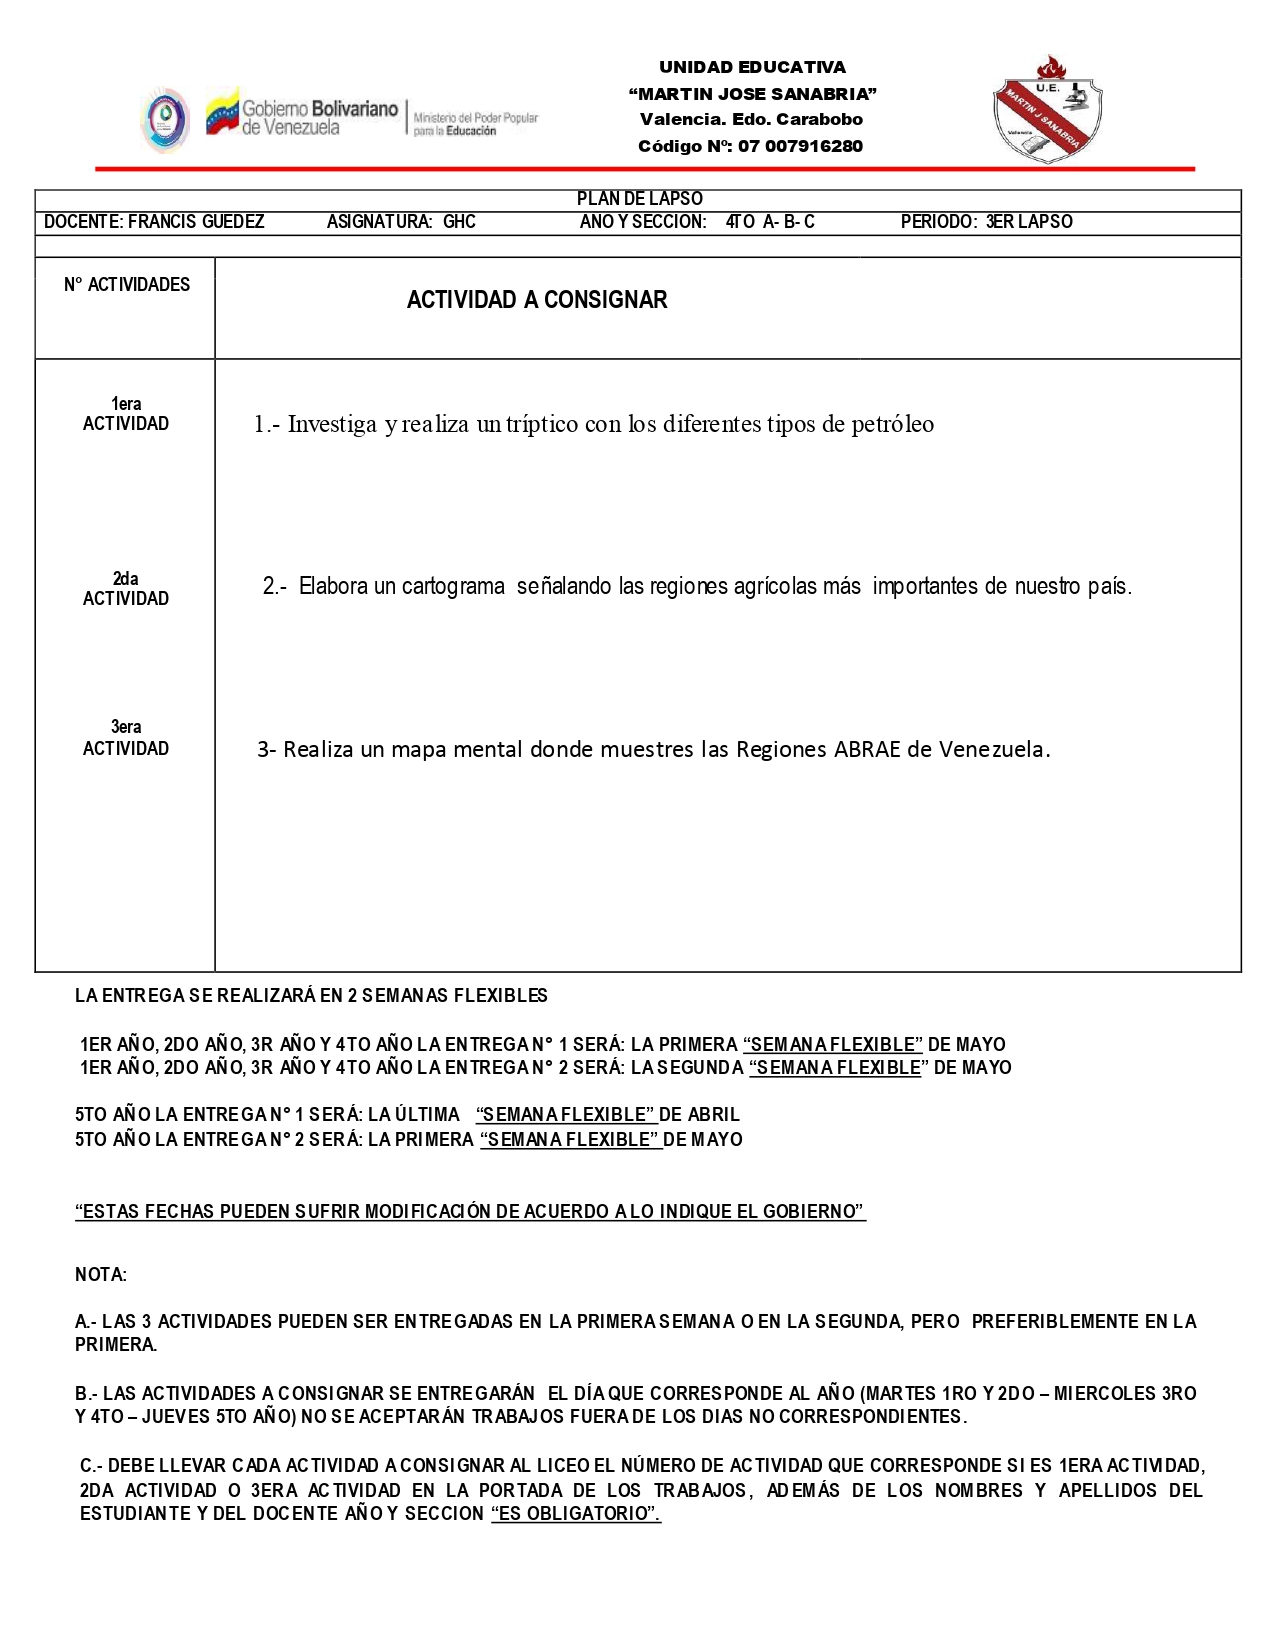 UNIDAD EDUCATIVA
“MARTIN JOSE SANABRIA”
Valencia. Edo. Carabobo
Código Nº: 07 007916280
Gobierno Bolivariano
de Venezuela
Ministerio del Poder Popular
para la Educación
U.E.
MARTIN J SANABRIA
Valencia
PLAN DE LAPSO
DOCENTE: FRANCIS GUEDEZ ASIGNATURA: GHC ANO Y SECCION: 4TO A- B- C PERIODO: 3ER LAPSO
N° ACTIVIDADES
ACTIVIDAD A CONSIGNAR
1era
ACTIVIDAD
1.- Investiga y realiza un tríptico con los diferentes tipos de petróleo
2da
ACTIVIDAD
2.- Elabora un cartograma señalando las regiones agrícolas más importantes de nuestro país.
3era
ACTIVIDAD
3- Realiza un mapa mental donde muestres las Regiones ABRAE de Venezuela.
LA ENTREGA SE REALIZARÁ EN 2 SEMANAS FLEXIBLES
1ER AÑO, 2DO AÑO, 3R AÑO Y 4TO AÑO LA ENTREGA N° 1 SERÁ: LA PRIMERA “SEMANA FLEXIBLE” DE MAYO
1ER AÑO, 2DO AÑO, 3R AÑO Y 4TO AÑO LA ENTREGA N° 2 SERÁ: LA SEGUNDA “SEMANA FLEXIBLE” DE MAYO
5TO AÑO LA ENTREGA N° 1 SERÁ: LA ÚLTIMA “SEMANA FLEXIBLE” DE ABRIL
5TO AÑO LA ENTREGA N° 2 SERÁ: LA PRIMERA “SEMANA FLEXIBLE” DE MAYO
“ESTAS FECHAS PUEDEN SUFRIR MODIFICACIÓN DE ACUERDO A LO INDIQUE EL GOBIERNO”
NOTA:
A.- LAS 3 ACTIVIDADES PUEDEN SER ENTREGADAS EN LA PRIMERA SEMANA O EN LA SEGUNDA, PERO PREFERIBLEMENTE EN LA
PRIMERA.
B.- LAS ACTIVIDADES A CONSIGNAR SE ENTREGARÁN EL DÍA QUE CORRESPONDE AL AÑO (MARTES 1RO Y 2DO – MIERCOLES 3RO
Y 4TO – JUEVES 5TO AÑO) NO SE ACEPTARÁN TRABAJOS FUERA DE LOS DIAS NO CORRESPONDIENTES.
C.- DEBE LLEVAR CADA ACTIVIDAD A CONSIGNAR AL LICEO EL NÚMERO DE ACTIVIDAD QUE CORRESPONDE SI ES 1ERA ACTIVIDAD,
2DA ACTIVIDAD O 3ERA ACTIVIDAD EN LA PORTADA DE LOS TRABAJOS, ADEMÁS DE LOS NOMBRES Y APELLIDOS DEL
ESTUDIANTE Y DEL DOCENTE AÑO Y SECCION “ES OBLIGATORIO”.